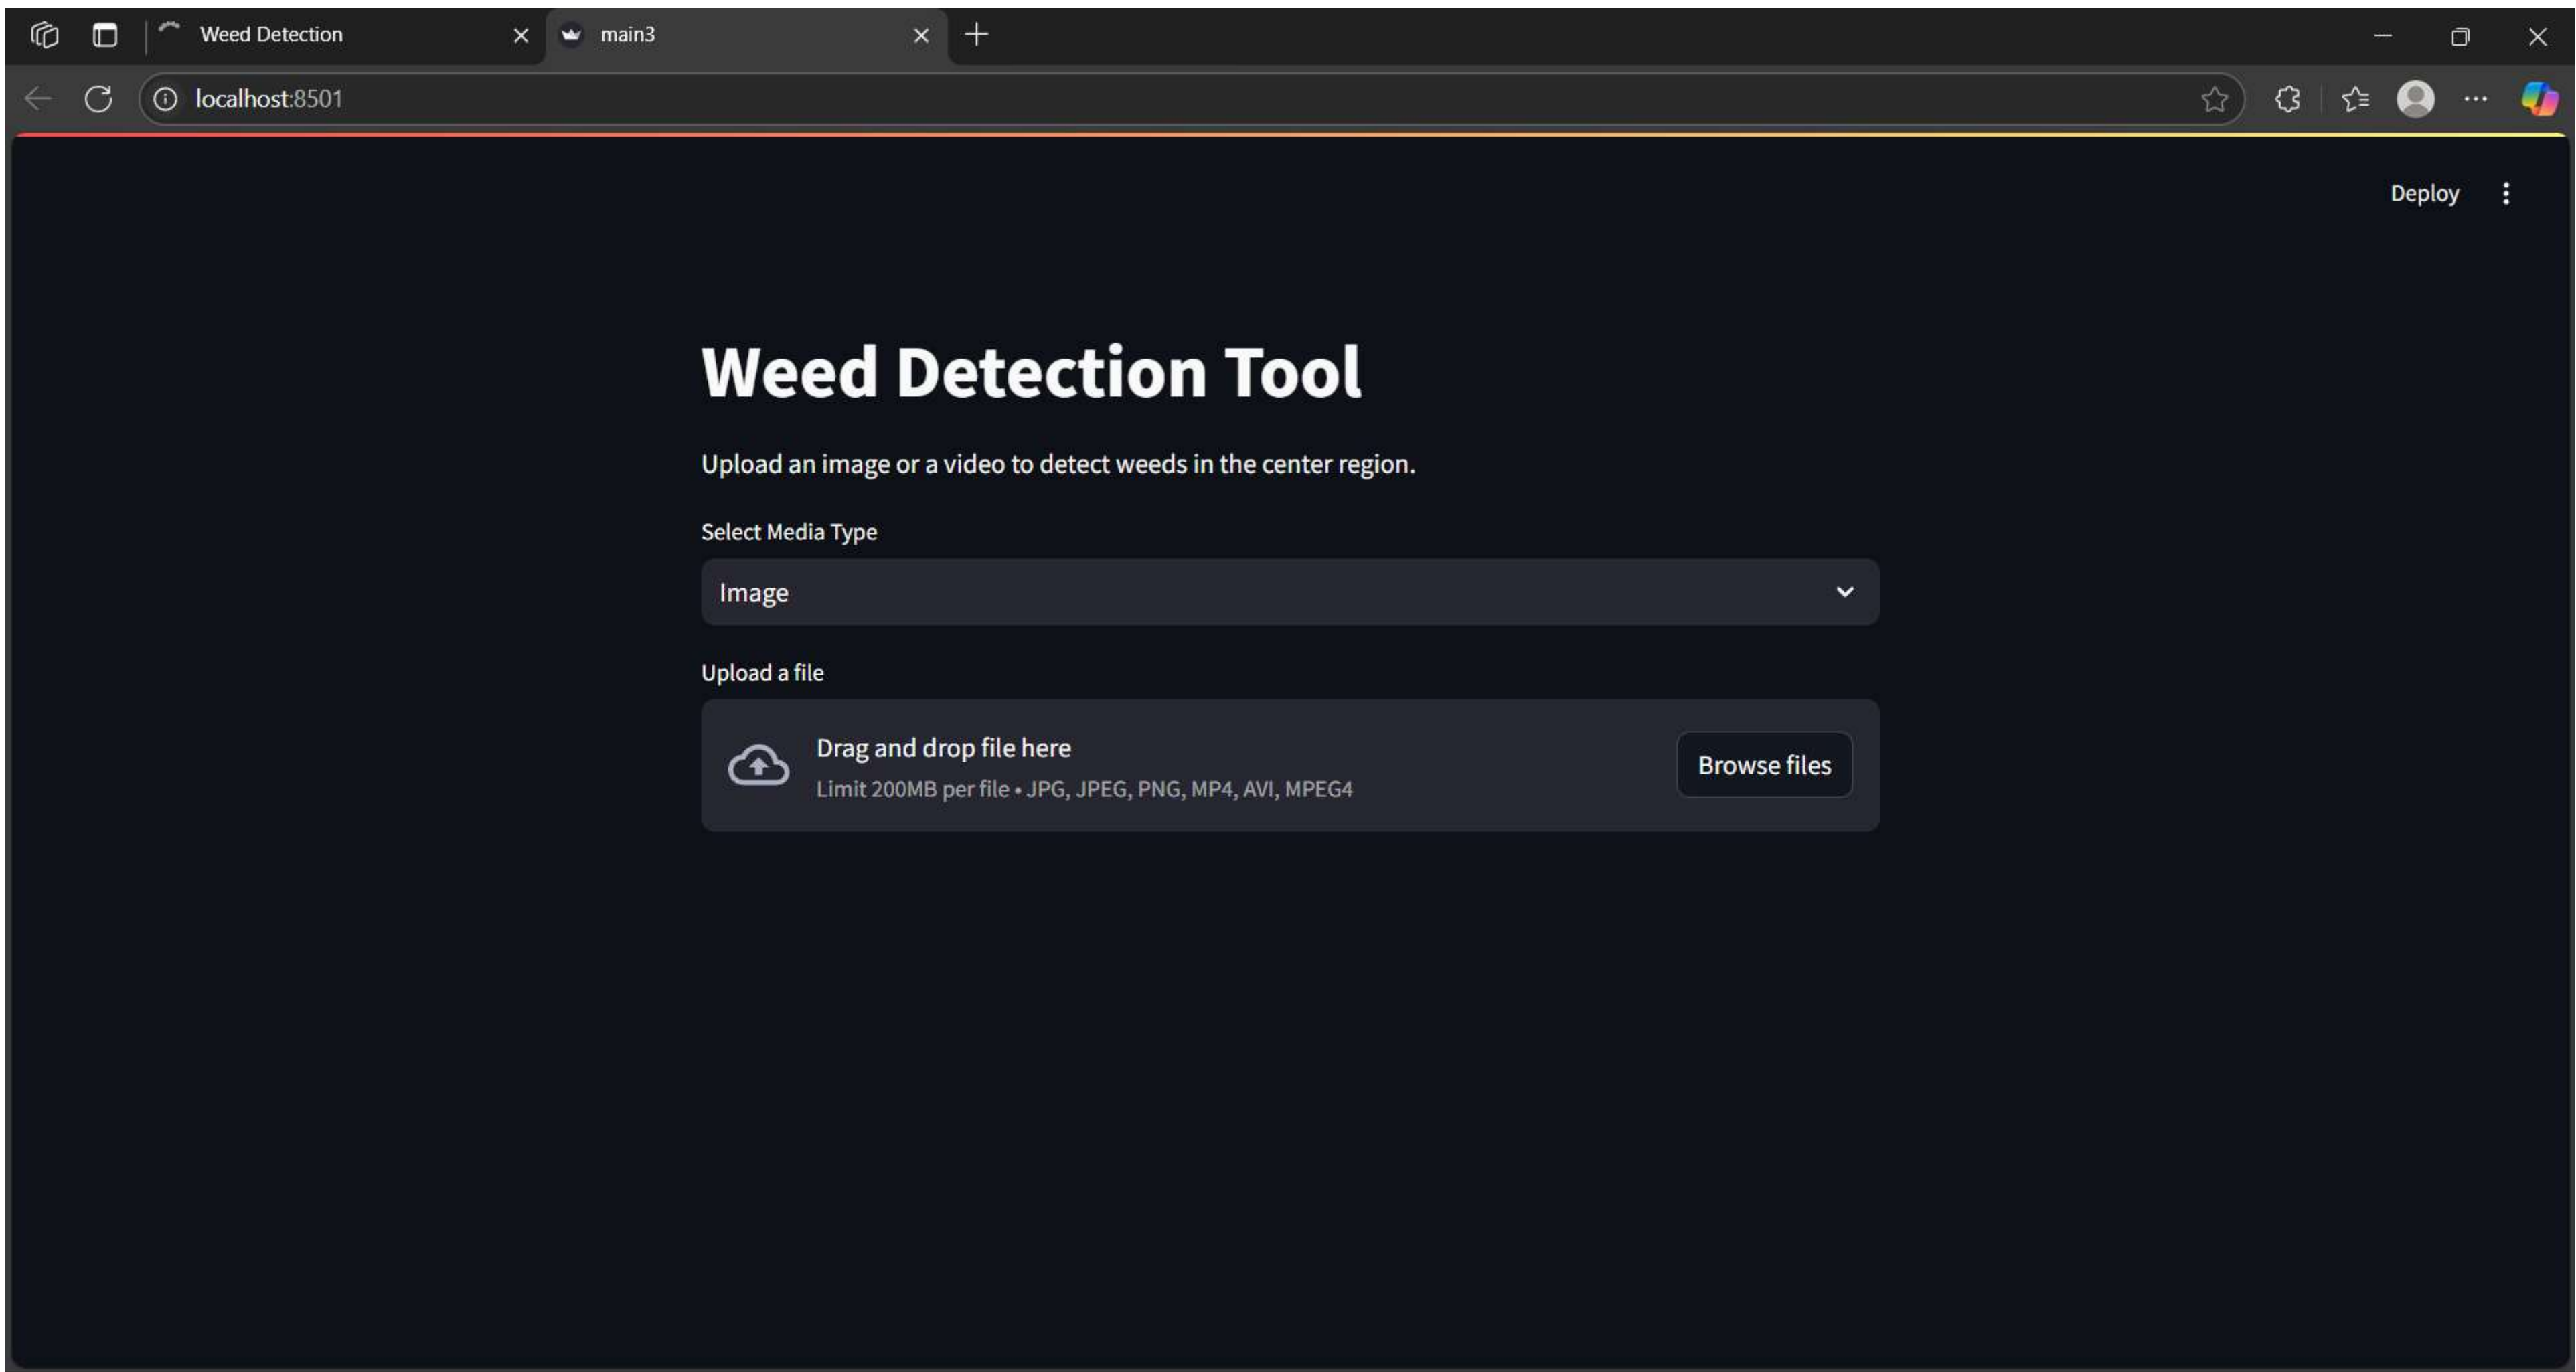 Weed Detection
main3
localhost:8501
Deploy
Weed Detection Tool
Upload an image or a video to detect weeds in the center region.
Select Media Type
Image
Upload a file
Drag and drop file here
Limit 200MB per file • JPG, JPEG, PNG, MP4, AVI, MPEG4
Browse files